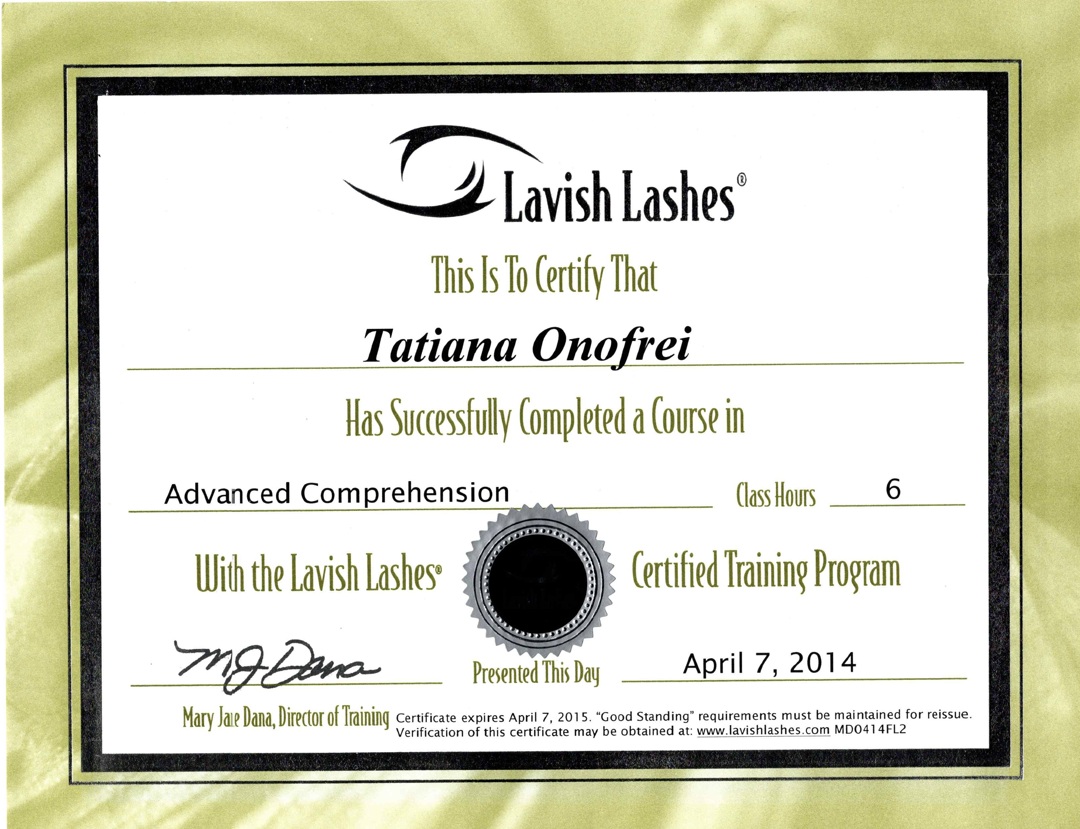 Lavish Lashes®
This Is To Certify That
Tatiana Onofrei
Has Successfully Completed a Course in
Advanced Comprehension Class Hours 6
With the Lavish Lashes® Certified Training Program
MJ Dana Presented This Day April 7, 2014
Mary Jane Dana, Director of Training
Certificate expires April 7, 2015. "Good Standing" requirements must be maintained for reissue.
Verification of this certificate may be obtained at: www.lavishlashes.com MD0414FL2